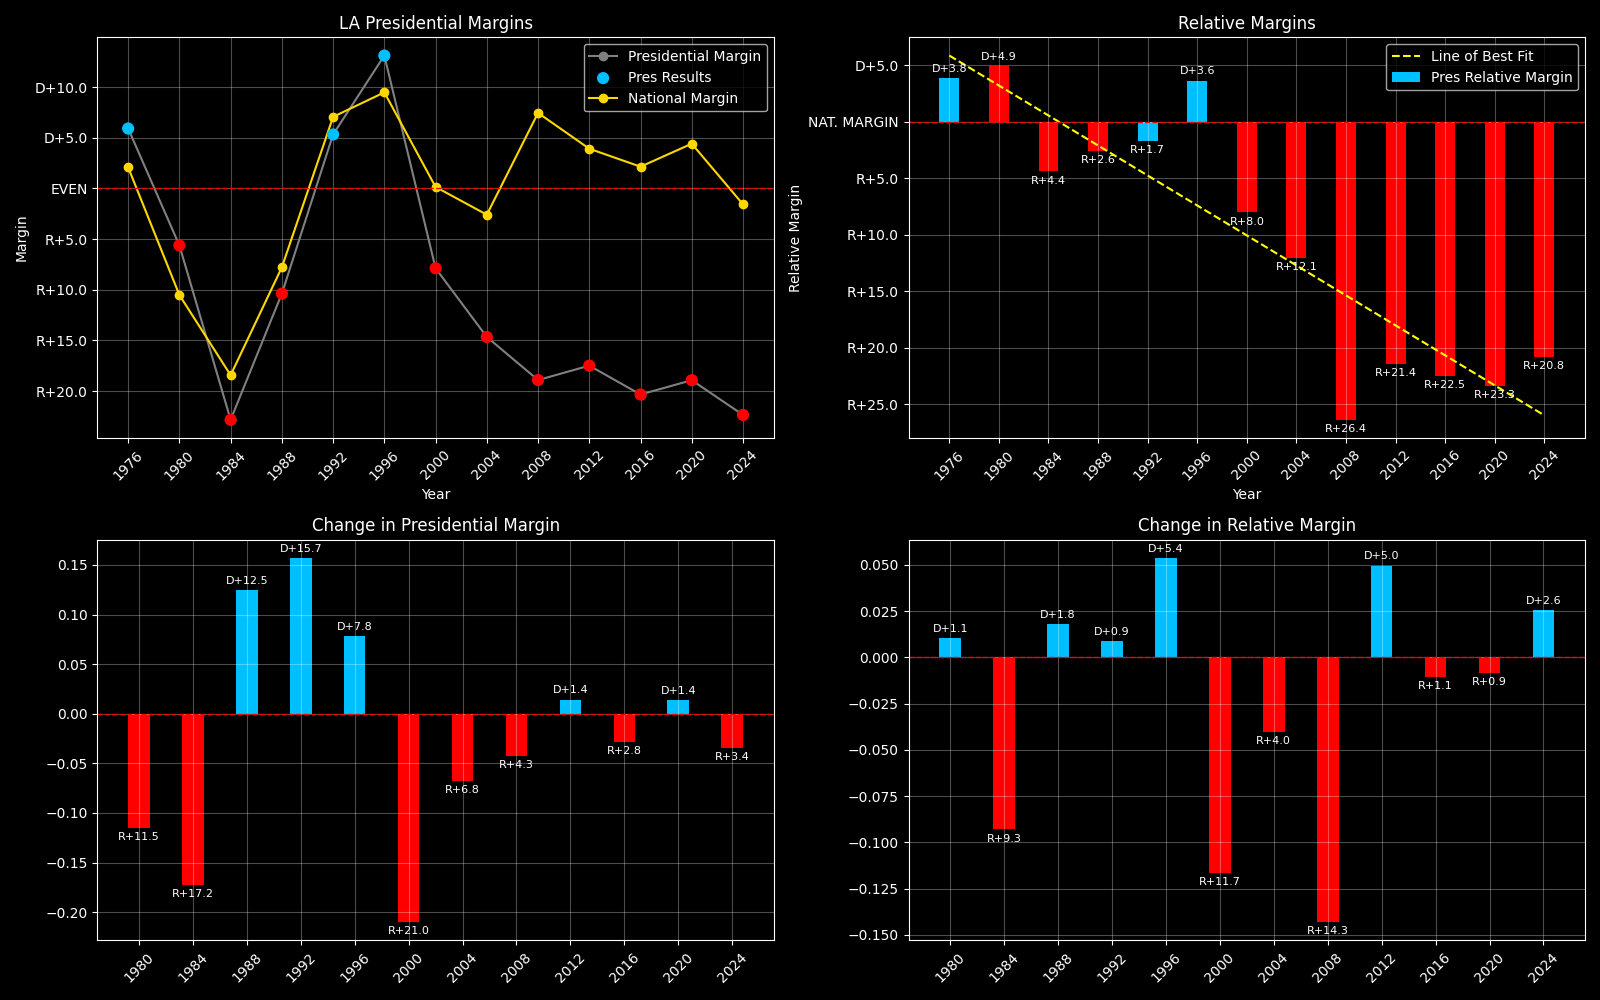 LA Presidential Margins
Presidential Margin
Pres Results
National Margin
Margin
D+10.0
D+5.0
EVEN
R+5.0
R+10.0
R+15.0
R+20.0
1976
1980
1984
1988
1992
1996
2000
2004
2008
2012
2016
2020
2024
Year
Relative Margins
Line of Best Fit
Pres Relative Margin
Relative Margin
D+5.0
NAT. MARGIN
R+5.0
R+10.0
R+15.0
R+20.0
R+25.0
D+3.8
D+4.9
R+4.4
R+2.6
R+1.7
D+3.6
R+8.0
R+12.1
R+26.4
R+21.4
R+22.5
R+23.3
R+20.8
1976
1980
1984
1988
1992
1996
2000
2004
2008
2012
2016
2020
2024
Year
Change in Presidential Margin
0.15
0.10
0.05
0.00
−0.05
−0.10
−0.15
−0.20
R+11.5
R+17.2
D+12.5
D+15.7
D+7.8
R+21.0
R+6.8
R+4.3
D+1.4
R+2.8
D+1.4
R+3.4
1980
1984
1988
1992
1996
2000
2004
2008
2012
2016
2020
2024
Change in Relative Margin
0.050
0.025
0.000
−0.025
−0.050
−0.075
−0.100
−0.125
−0.150
D+1.1
R+9.3
D+1.8
D+0.9
D+5.4
R+11.7
R+4.0
R+14.3
D+5.0
R+1.1
R+0.9
D+2.6
1980
1984
1988
1992
1996
2000
2004
2008
2012
2016
2020
2024